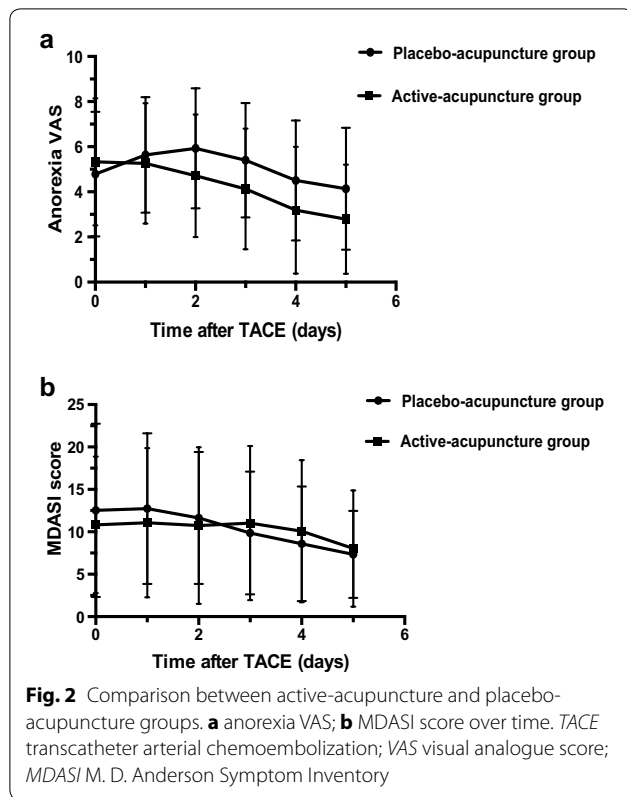 a
10
8
6
4
2
0
Anorexia VAS
0 2 4 6
Time after TACE (days)
Placebo-acupuncture group
Active-acupuncture group
b
25
20
15
10
5
0
MDASI score
0 2 4 6
Time after TACE (days)
Placebo-acupuncture group
Active-acupuncture group
Fig. 2 Comparison between active-acupuncture and placebo-
acupuncture groups. a anorexia VAS; b MDASI score over time. TACE
transcatheter arterial chemoembolization; VAS visual analogue score;
MDASI M. D. Anderson Symptom Inventory